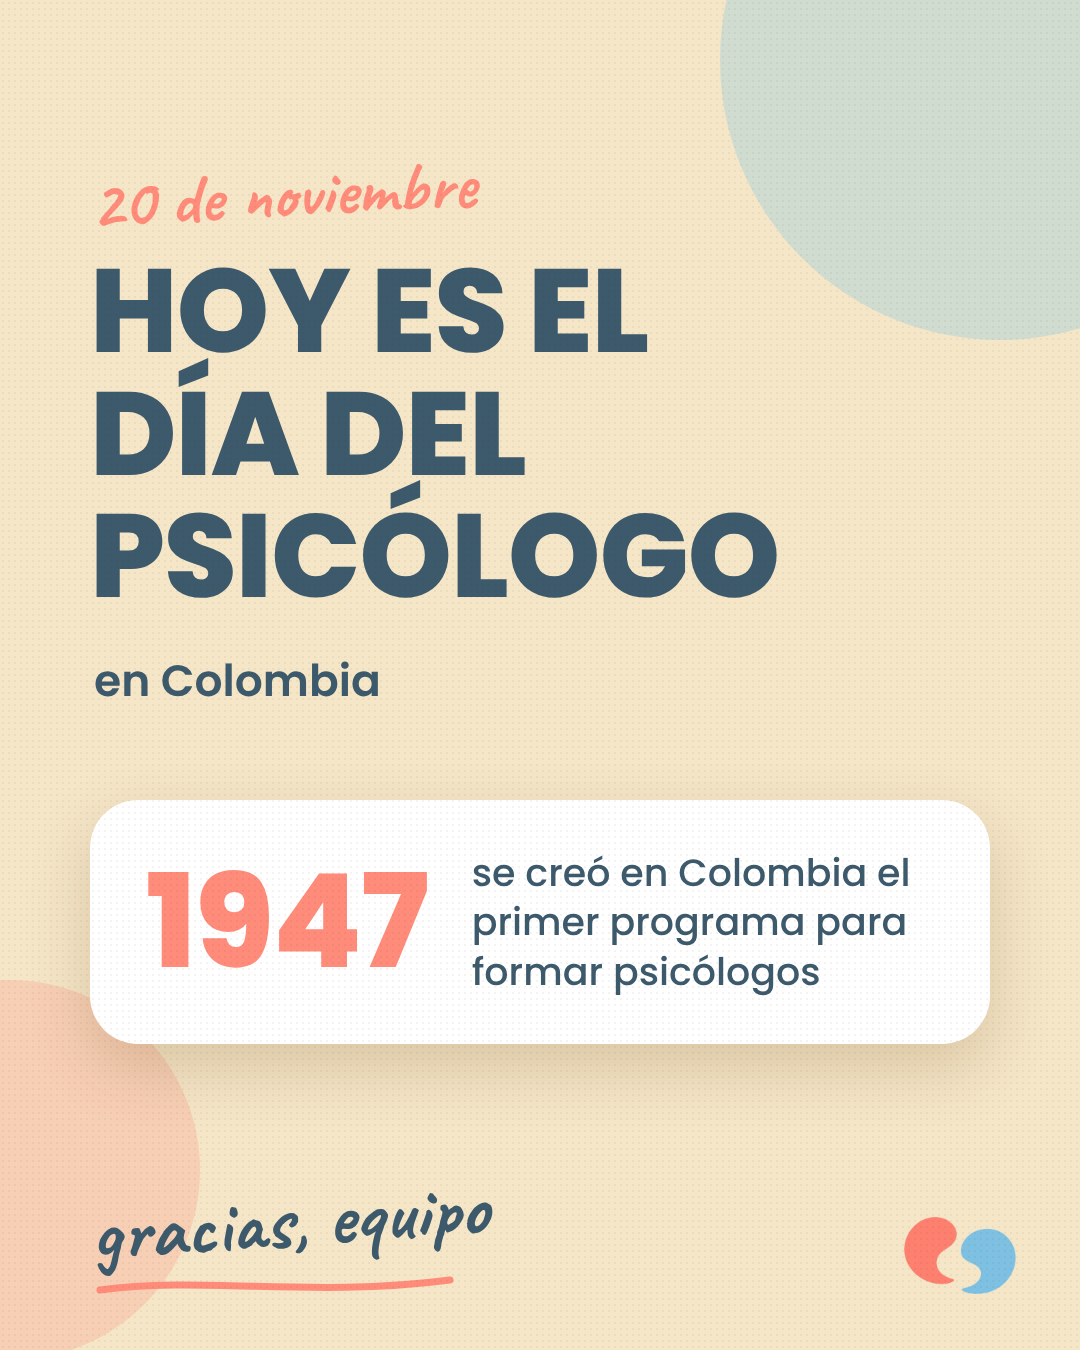 20 de noviembre
HOY ES EL
DÍA DEL
PSICÓLOGO
en Colombia
1947
se creó en Colombia el
primer programa para
formar psicólogos
gracias, equipo